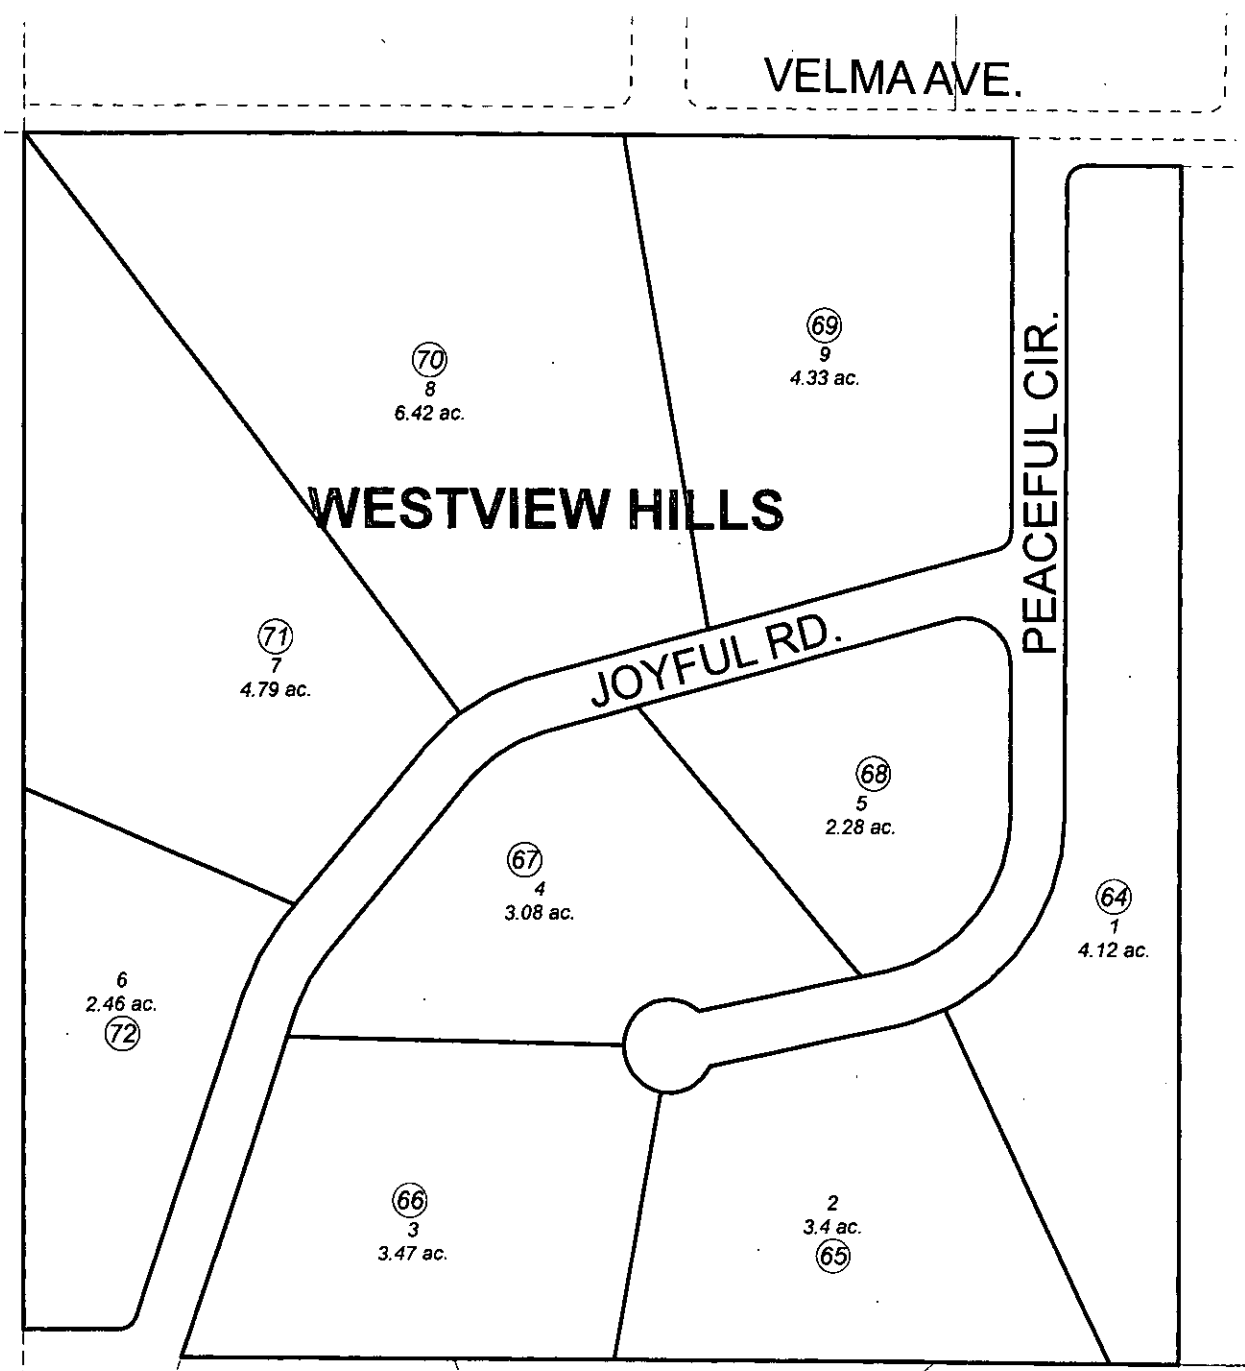 VELMA AVE.
69
9
4.33 ac.
70
8
6.42 ac.
PEACEFUL CIR.
WESTVIEW HILLS
JOYFUL RD.
71
7
4.79 ac.
68
5
2.28 ac.
67
4
3.08 ac.
64
1
4.12 ac.
6
2.46 ac.
72
66
3
3.47 ac.
2
3.4 ac.
65